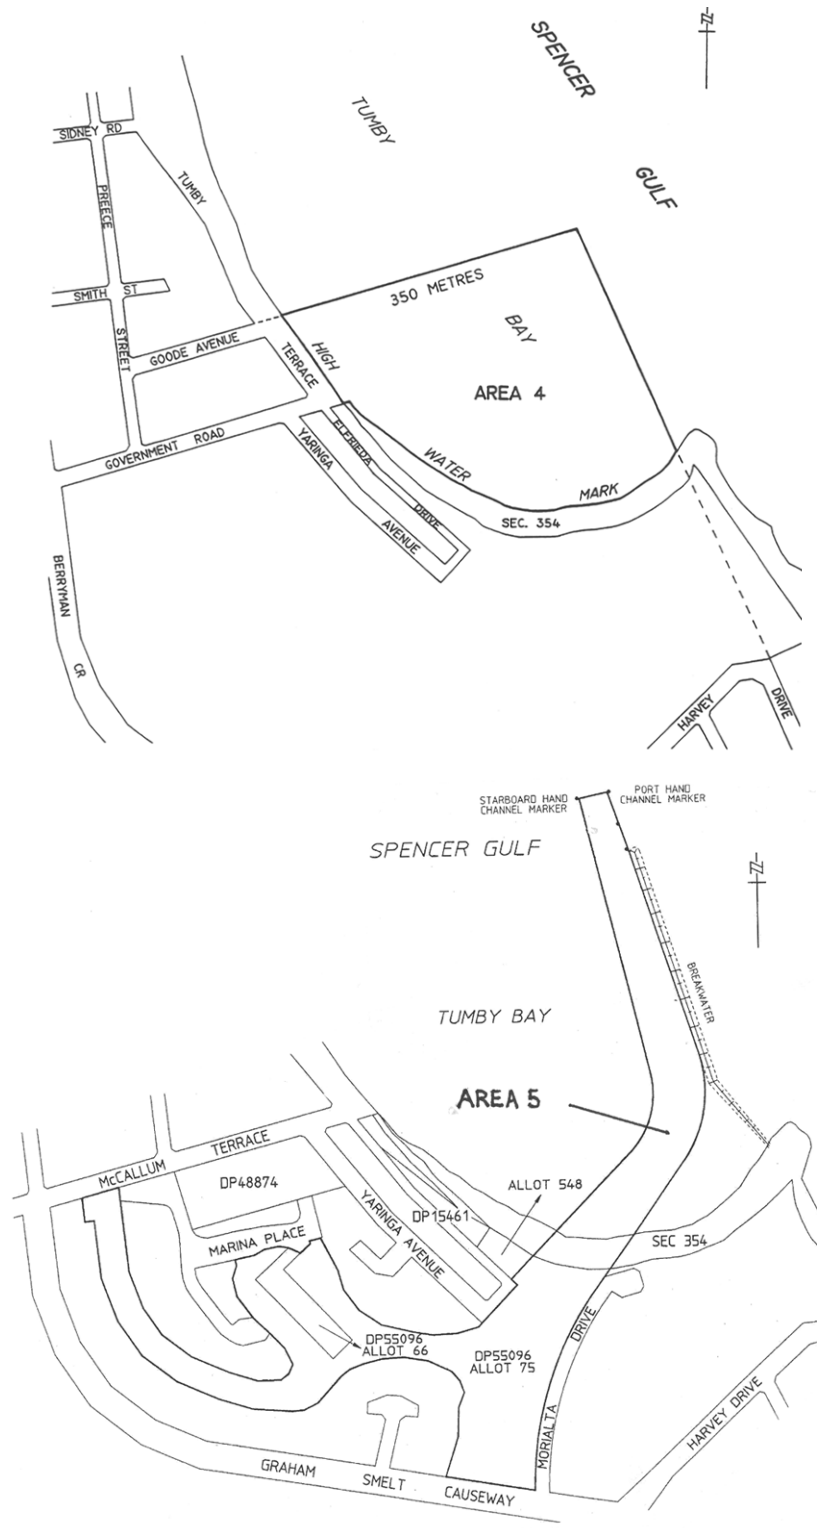 N
SPENCER
GULF
TUMBY
BAY
SIDNEY RD
PREECE
STREET
TUMBY
TERRACE
SMITH ST
GOODE AVENUE
350 METRES
HIGH
WATER
MARK
AREA 4
GOVERNMENT ROAD
ELFRIEDA
DRIVE
YARINGA
AVENUE
SEC. 354
BERRYMAN
CR
HARVEY
DRIVE
STARBOARD HAND
CHANNEL MARKER
PORT HAND
CHANNEL MARKER
SPENCER GULF
N
BREAKWATER
TUMBY BAY
AREA 5
McCALLUM TERRACE
DP48874
ALLOT 548
YARINGA AVENUE
DP15461
MARINA PLACE
SEC 354
DP55096
ALLOT 66
DP55096
ALLOT 75
MORIALTA DRIVE
HARVEY DRIVE
GRAHAM SMELT CAUSEWAY